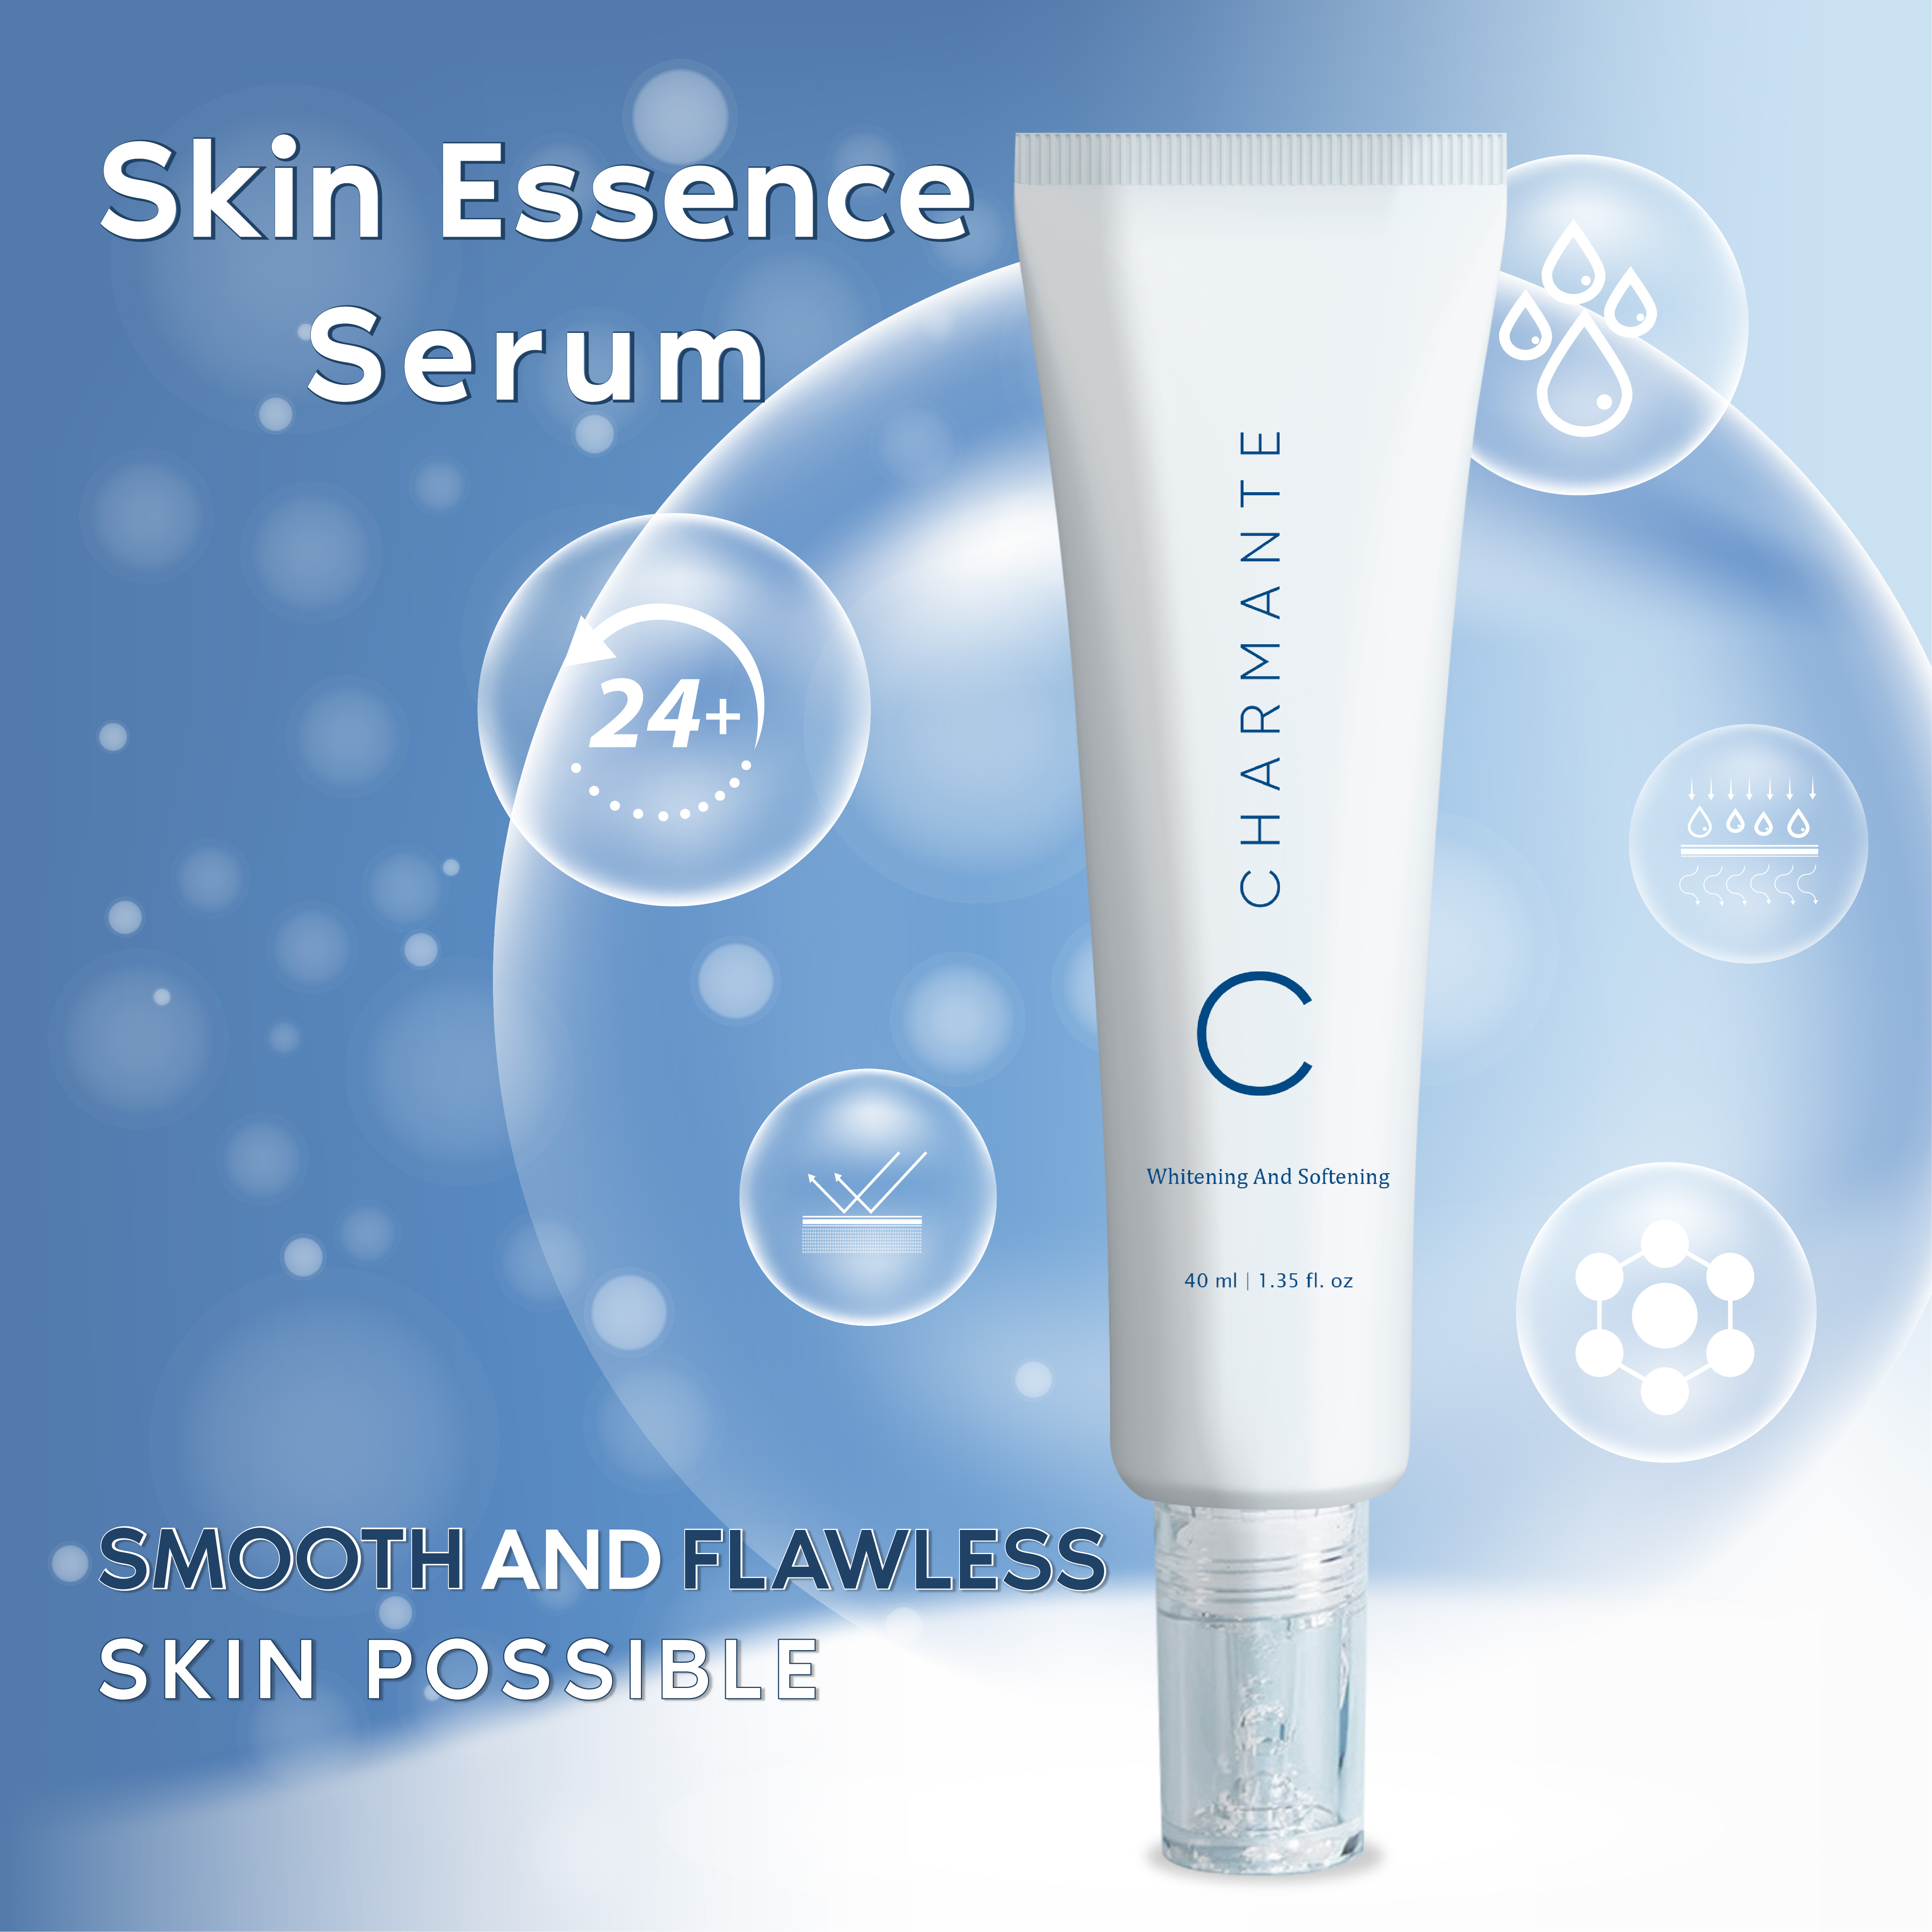 Skin Essence
Serum
24+
CHARMANTE
C
Whitening And Softening
40 ml | 1.35 fl. oz
SMOOTH AND FLAWLESS
SKIN POSSIBLE